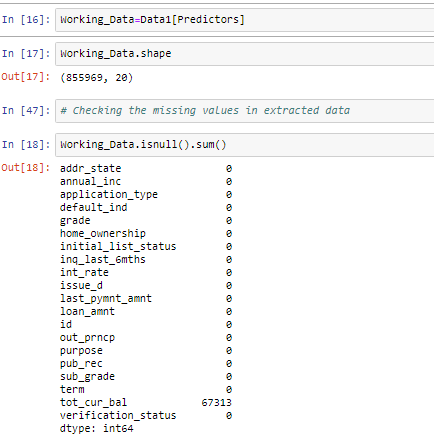 In [16]: Working_Data=Data1[Predictors]
In [17]: Working_Data.shape
Out[17]: (855969, 20)
In [47]: # Checking the missing values in extracted data
In [18]: Working_Data.isnull().sum()
Out[18]: addr_state 0
annual_inc 0
application_type 0
default_ind 0
grade 0
home_ownership 0
initial_list_status 0
inq_last_6mths 0
int_rate 0
issue_d 0
last_pymnt_amnt 0
loan_amnt 0
id 0
out_prncp 0
purpose 0
pub_rec 0
sub_grade 0
term 0
tot_cur_bal 67313
verification_status 0
dtype: int64